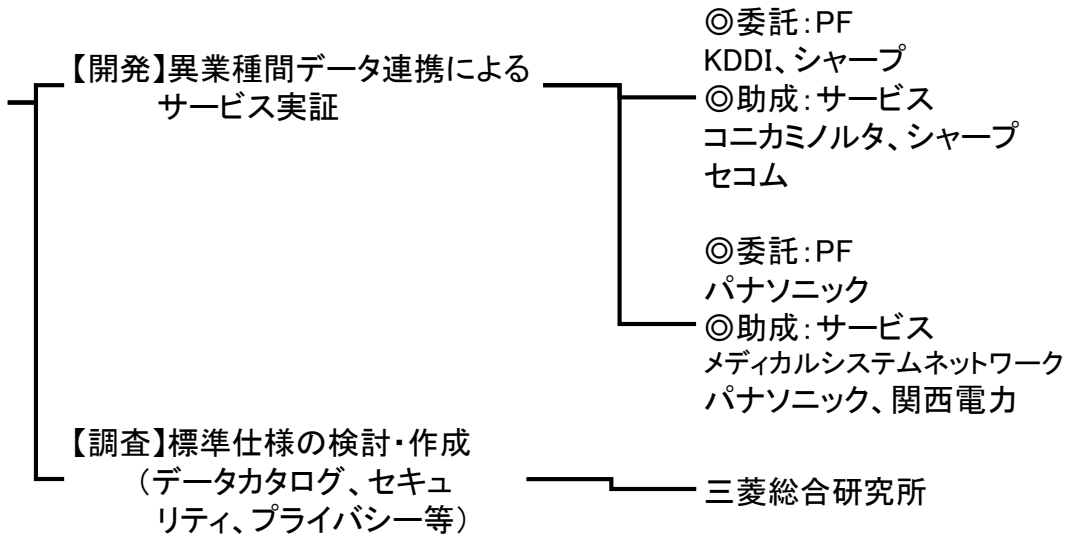 【開発】異業種間データ連携による
サービス実証
◎委託：PF
KDDI、シャープ
◎助成：サービス
コニカミノルタ、シャープ
セコム
◎委託：PF
パナソニック
◎助成：サービス
メディカルシステムネットワーク
パナソニック、関西電力
【調査】標準仕様の検討・作成
（データカタログ、セキュ
リティ、プライバシー等）
三菱総合研究所